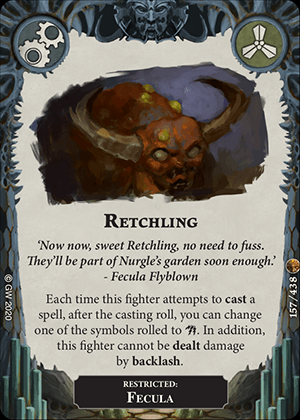 RETCHLING
‘Now now, sweet Retchling, no need to fuss.
They’ll be part of Nurgle’s garden soon enough.’
- Fecula Flyblown
Each time this fighter attempts to cast a
spell, after the casting roll, you can change
one of the symbols rolled to . In addition,
this fighter cannot be dealt damage
by backlash.
RESTRICTED:
FECULA
© GW 2020
157/438